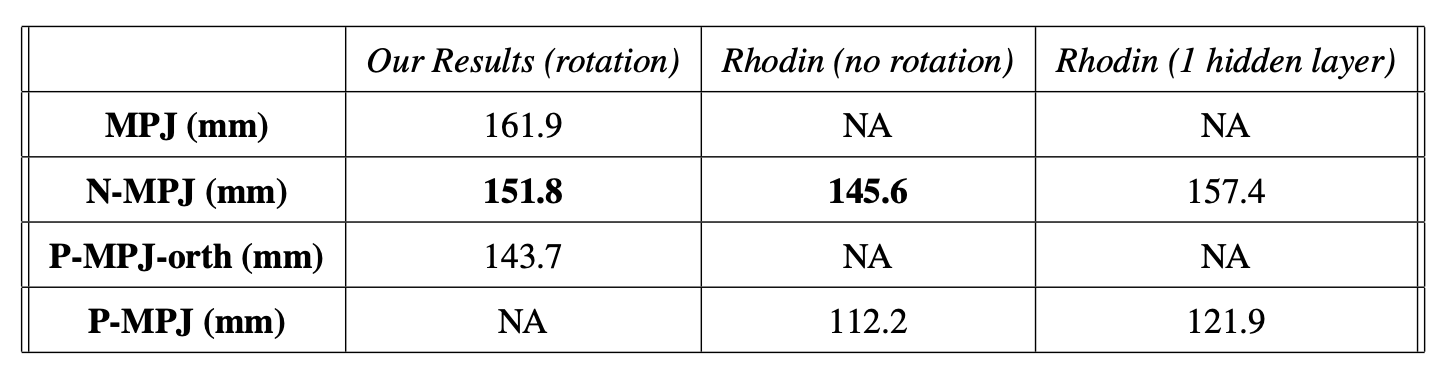 Our Results (rotation) Rhodin (no rotation) Rhodin (1 hidden layer)
MPJ (mm) 161.9 NA NA
N-MPJ (mm) 151.8 145.6 157.4
P-MPJ-orth (mm) 143.7 NA NA
P-MPJ (mm) NA 112.2 121.9